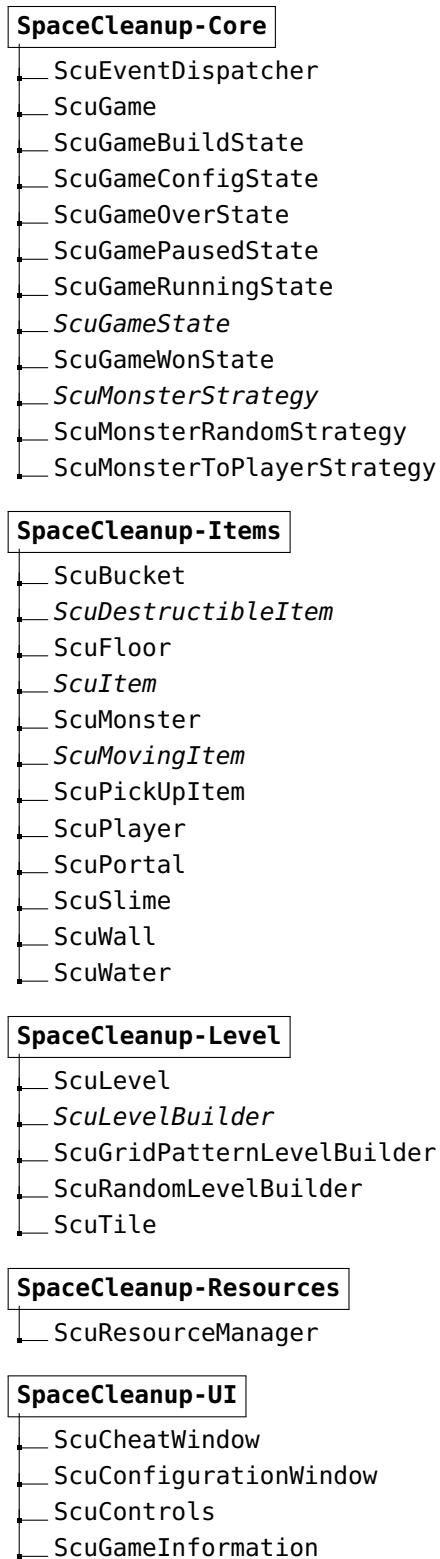 SpaceCleanup-Core
ScuEventDispatcher
ScuGame
ScuGameBuildState
ScuGameConfigState
ScuGameOverState
ScuGamePausedState
ScuGameRunningState
ScuGameState
ScuGameWonState
ScuMonsterStrategy
ScuMonsterRandomStrategy
ScuMonsterToPlayerStrategy
SpaceCleanup-Items
ScuBucket
ScuDestructibleItem
ScuFloor
ScuItem
ScuMonster
ScuMovingItem
ScuPickUpItem
ScuPlayer
ScuPortal
ScuSlime
ScuWall
ScuWater
SpaceCleanup-Level
ScuLevel
ScuLevelBuilder
ScuGridPatternLevelBuilder
ScuRandomLevelBuilder
ScuTile
SpaceCleanup-Resources
ScuResourceManager
SpaceCleanup-UI
ScuCheatWindow
ScuConfigurationWindow
ScuControls
ScuGameInformation